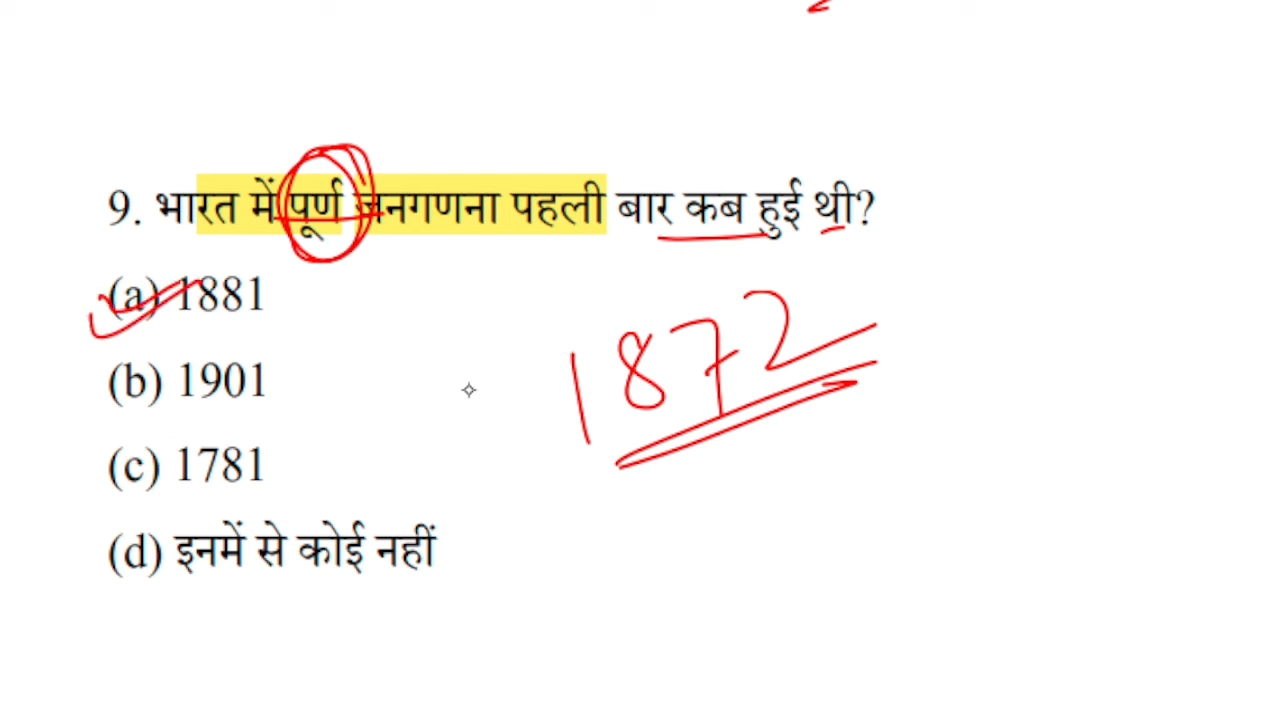 9. भारत में पूर्ण जनगणना पहली बार कब हुई थी?
(a) 1881
(b) 1901
1872
(c) 1781
(d) इनमें से कोई नहीं